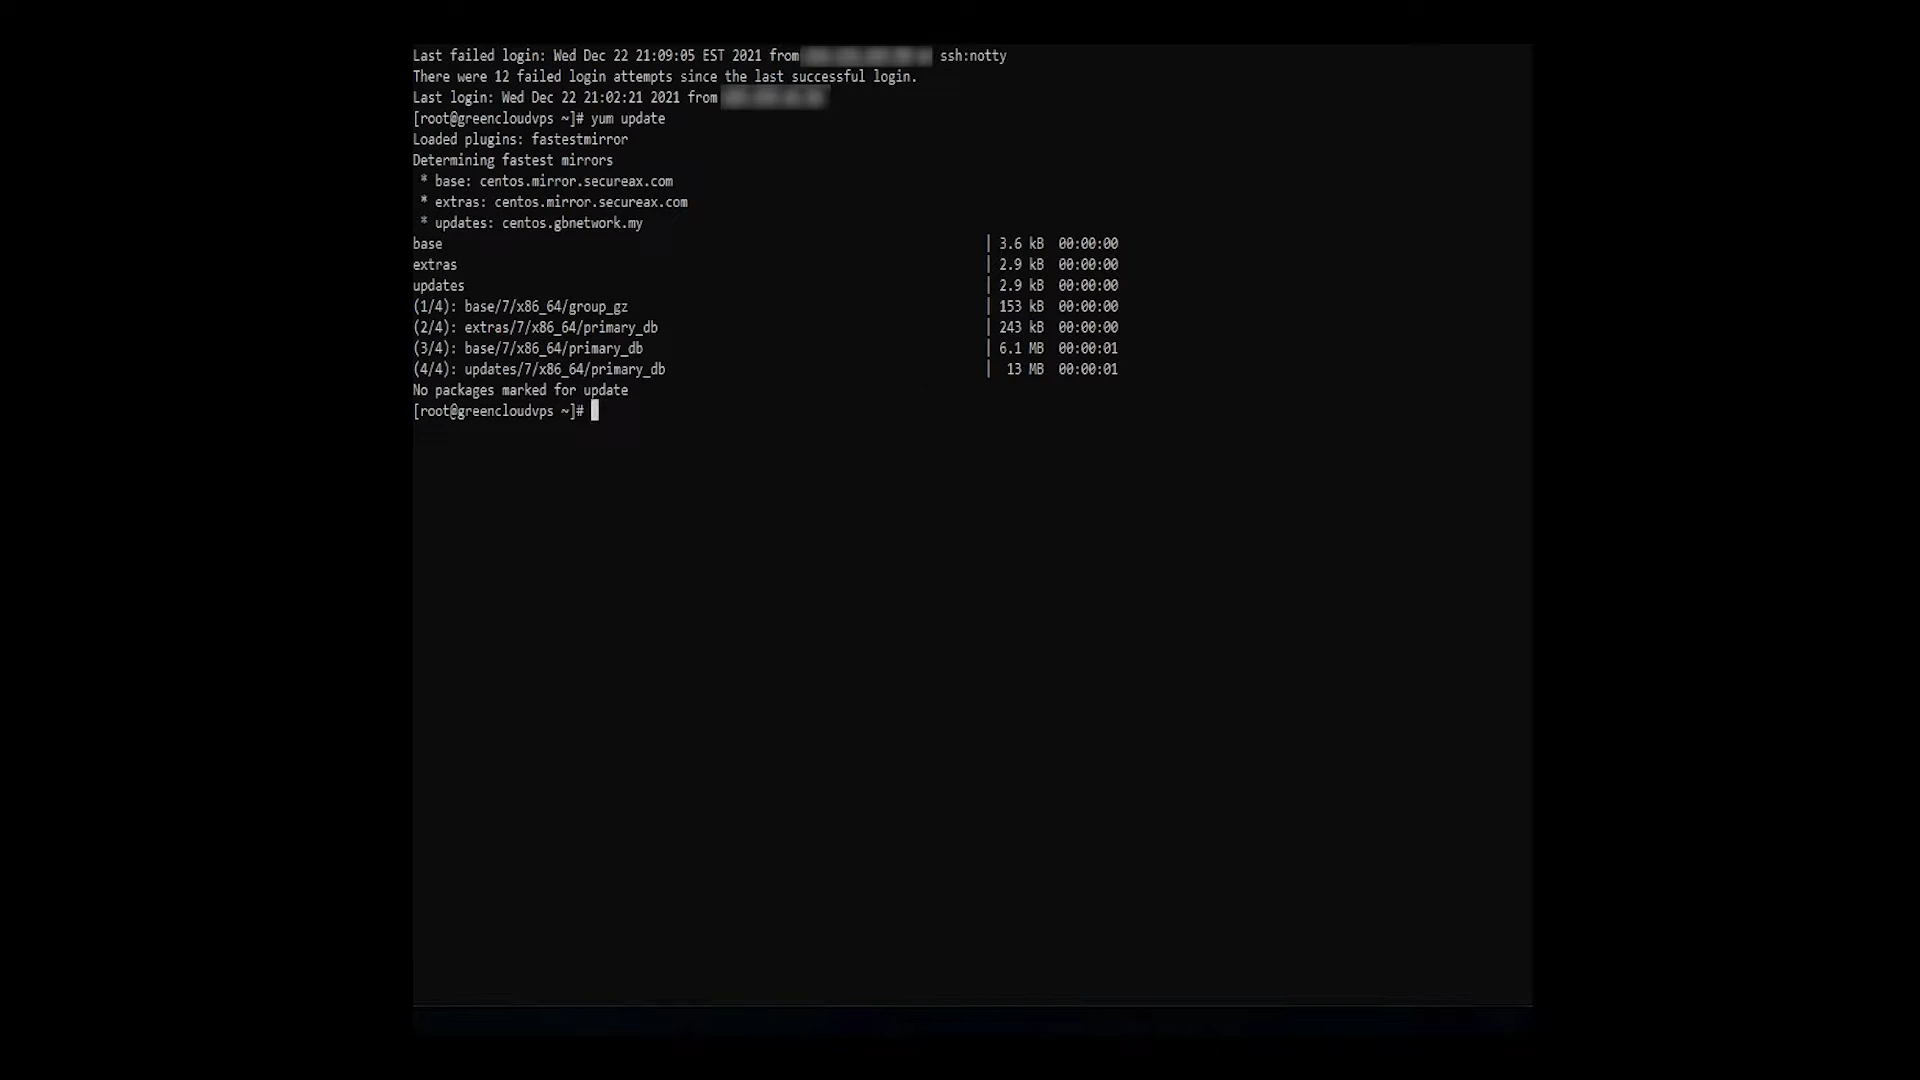 Last failed login: Wed Dec 22 21:09:05 EST 2021 from ssh:notty
There were 12 failed login attempts since the last successful login.
Last login: Wed Dec 22 21:02:21 2021 from
[root@greencloudvps ~]# yum update
Loaded plugins: fastestmirror
Determining fastest mirrors
 * base: centos.mirror.secureax.com
 * extras: centos.mirror.secureax.com
 * updates: centos.gbnetwork.my
base | 3.6 kB 00:00:00
extras | 2.9 kB 00:00:00
updates | 2.9 kB 00:00:00
(1/4): base/7/x86_64/group_gz | 153 kB 00:00:00
(2/4): extras/7/x86_64/primary_db | 243 kB 00:00:00
(3/4): base/7/x86_64/primary_db | 6.1 MB 00:00:01
(4/4): updates/7/x86_64/primary_db | 13 MB 00:00:01
No packages marked for update
[root@greencloudvps ~]#